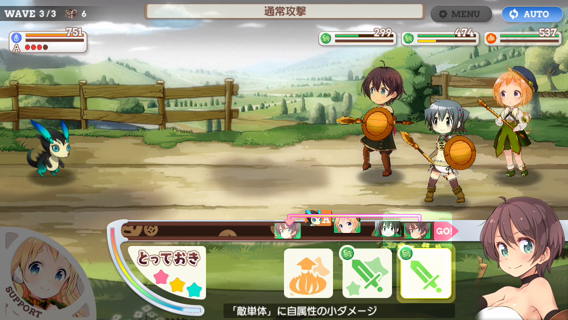 WAVE 3/3 6
通常攻撃
MENU
AUTO
751
A
299
474
537
GO!
とっておき
SUPPORT
「敵単体」に自属性の小ダメージ